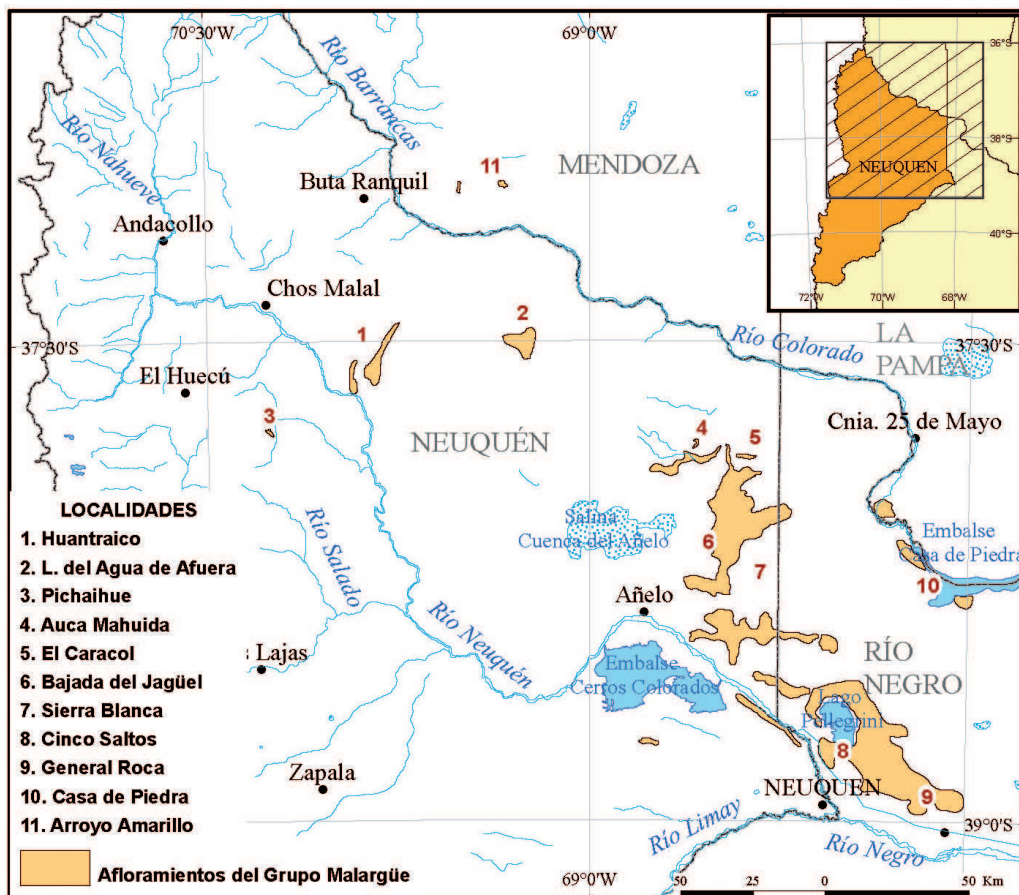 70°30'W
69°0'W
Río Barrancas
Río Nahueve
MENDOZA
11
Buta Ranquil
Andacollo
Chos Malal
1
2
37°30'S
El Huecú
3
NEUQUÉN
Río Colorado
LA
PAMPA
37°30'S
Cnia. 25 de Mayo
4
5
Salina
Cuenca del Añelo
6
7
Embalse
Casa de Piedra
10
Río Salado
Río Neuquén
Añelo
Lajas
Embalse
Cerros Colorados
RÍO
NEGRO
Lago
Pellegrini
8
9
Zapala
NEUQUEN
Río Limay
Río Negro
39°0'S
69°0'W
50
25
0
50 Km
36°S
38°S
NEUQUEN
40°S
72°W
70°W
68°W
LOCALIDADES
1. Huantraico
2. L. del Agua de Afuera
3. Pichaihue
4. Auca Mahuida
5. El Caracol
6. Bajada del Jagüel
7. Sierra Blanca
8. Cinco Saltos
9. General Roca
10. Casa de Piedra
11. Arroyo Amarillo
Afloramientos del Grupo Malargüe